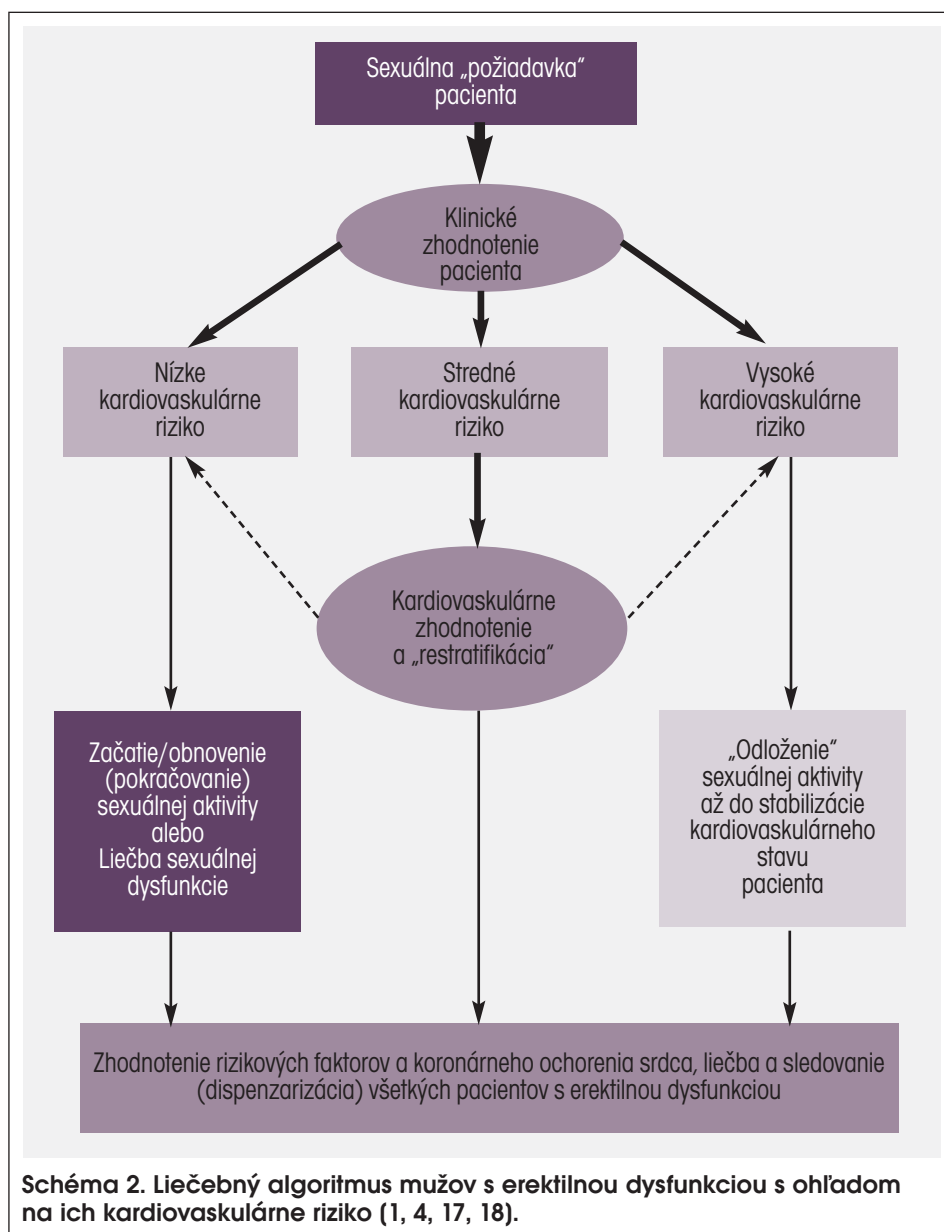 Sexuálna „požiadavka“
pacienta
Klinické
zhodnotenie
pacienta
Nízke
kardiovaskulárne
riziko
Stredné
kardiovaskulárne
riziko
Vysoké
kardiovaskulárne
riziko
Kardiovaskulárne
zhodnotenie
a „restratifikácia“
Začatie/obnovenie
(pokračovanie)
sexuálnej aktivity
alebo
Liečba sexuálnej
dysfunkcie
„Odloženie“
sexuálnej aktivity
až do stabilizácie
kardiovaskulárneho
stavu
pacienta
Zhodnotenie rizikových faktorov a koronárneho ochorenia srdca, liečba a sledovanie
(dispenzarizácia) všetkých pacientov s erektilnou dysfunkciou
Schéma 2. Liečebný algoritmus mužov s erektilnou dysfunkciou s ohľadom
na ich kardiovaskulárne riziko (1, 4, 17, 18).